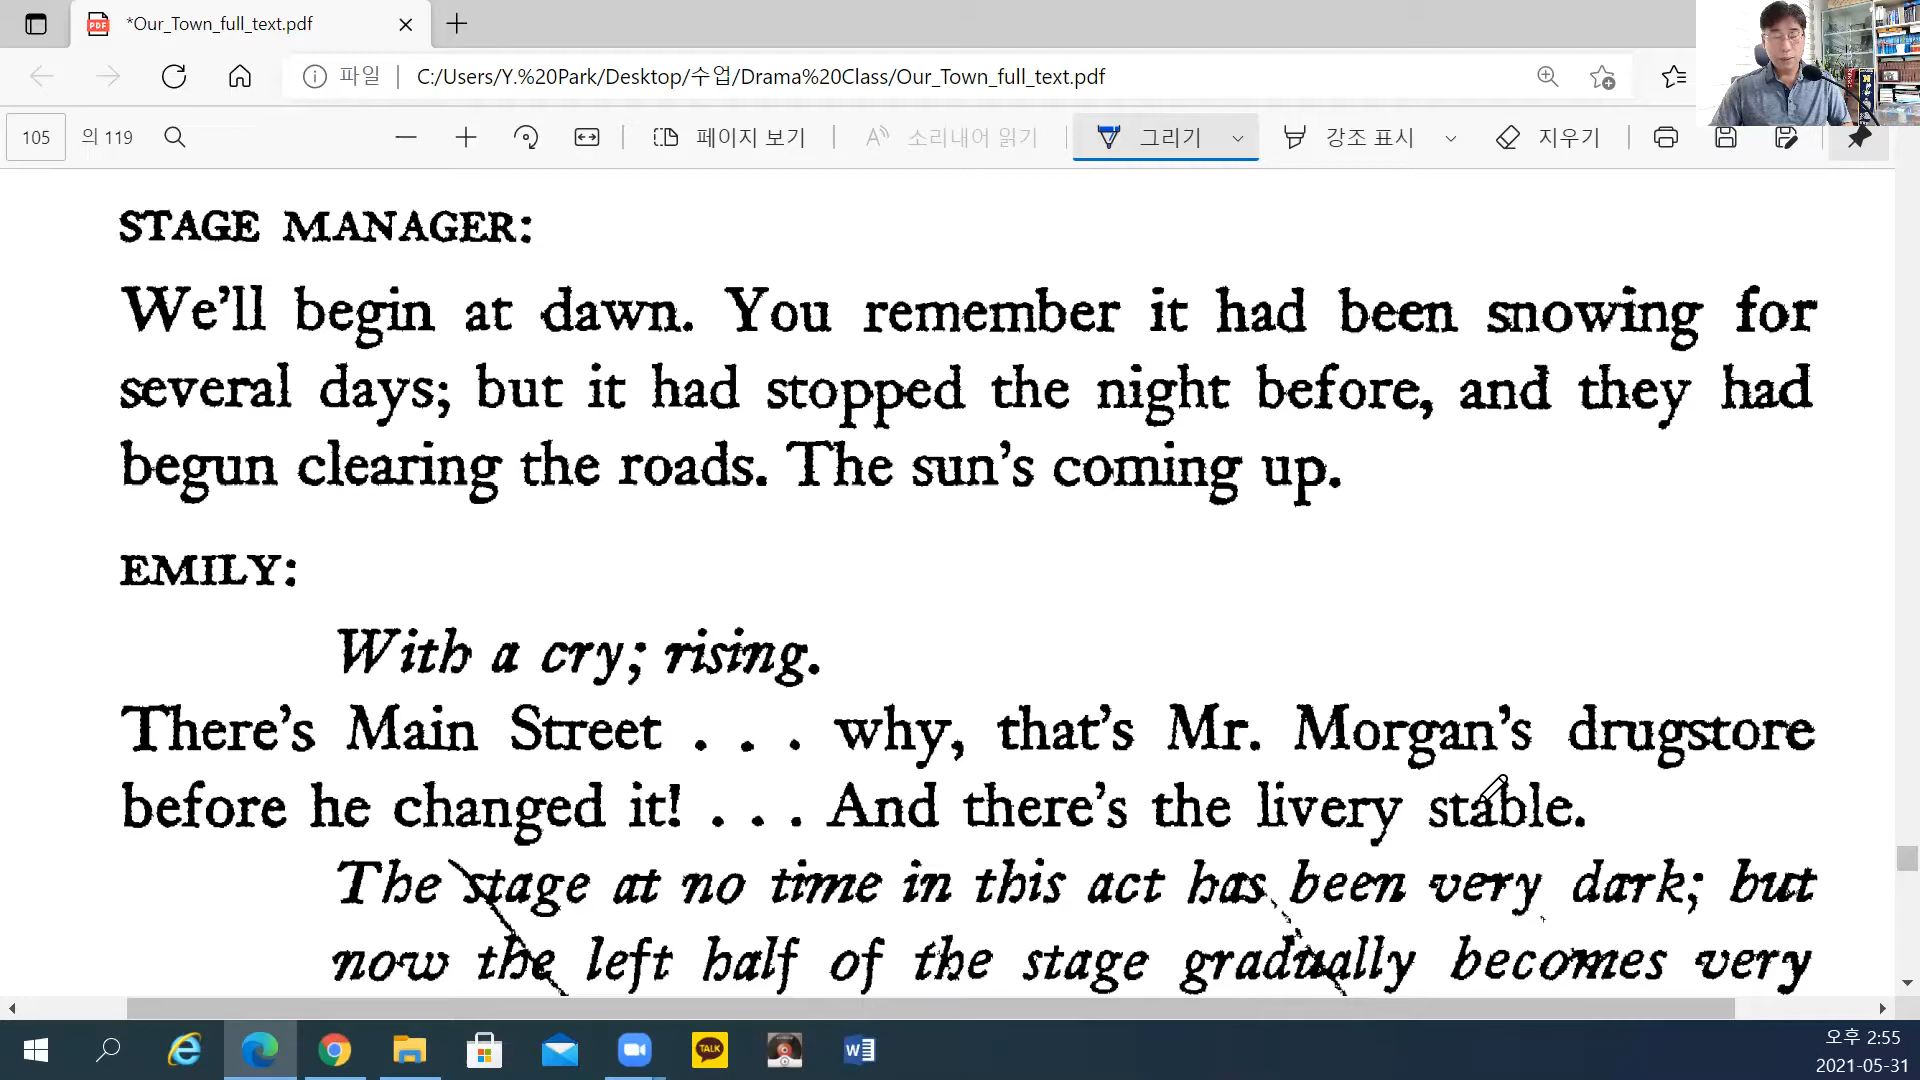 *Our_Town_full_text.pdf
파일 C:/Users/Y.%20Park/Desktop/수업/Drama%20Class/Our_Town_full_text.pdf
105 의 119 페이지 보기 소리내어 읽기 그리기 강조 표시 지우기
STAGE MANAGER:
We'll begin at dawn. You remember it had been snowing for
several days; but it had stopped the night before, and they had
begun clearing the roads. The sun's coming up.
EMILY:
With a cry; rising.
There's Main Street . . . why, that's Mr. Morgan's drugstore
before he changed it! . . . And there's the livery stable.
The stage at no time in this act has been very dark; but
now the left half of the stage gradually becomes very
TALK
오후 2:55
2021-05-31